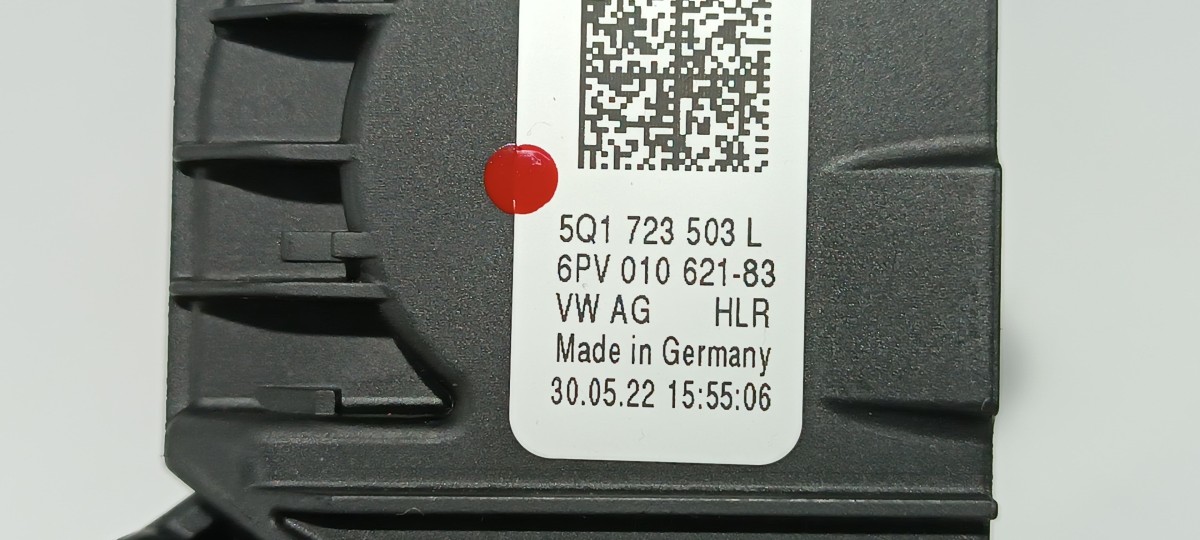 5Q1 723 503 L
6PV 010 621-83
VW AG HLR
Made in Germany
30.05.22 15:55:06